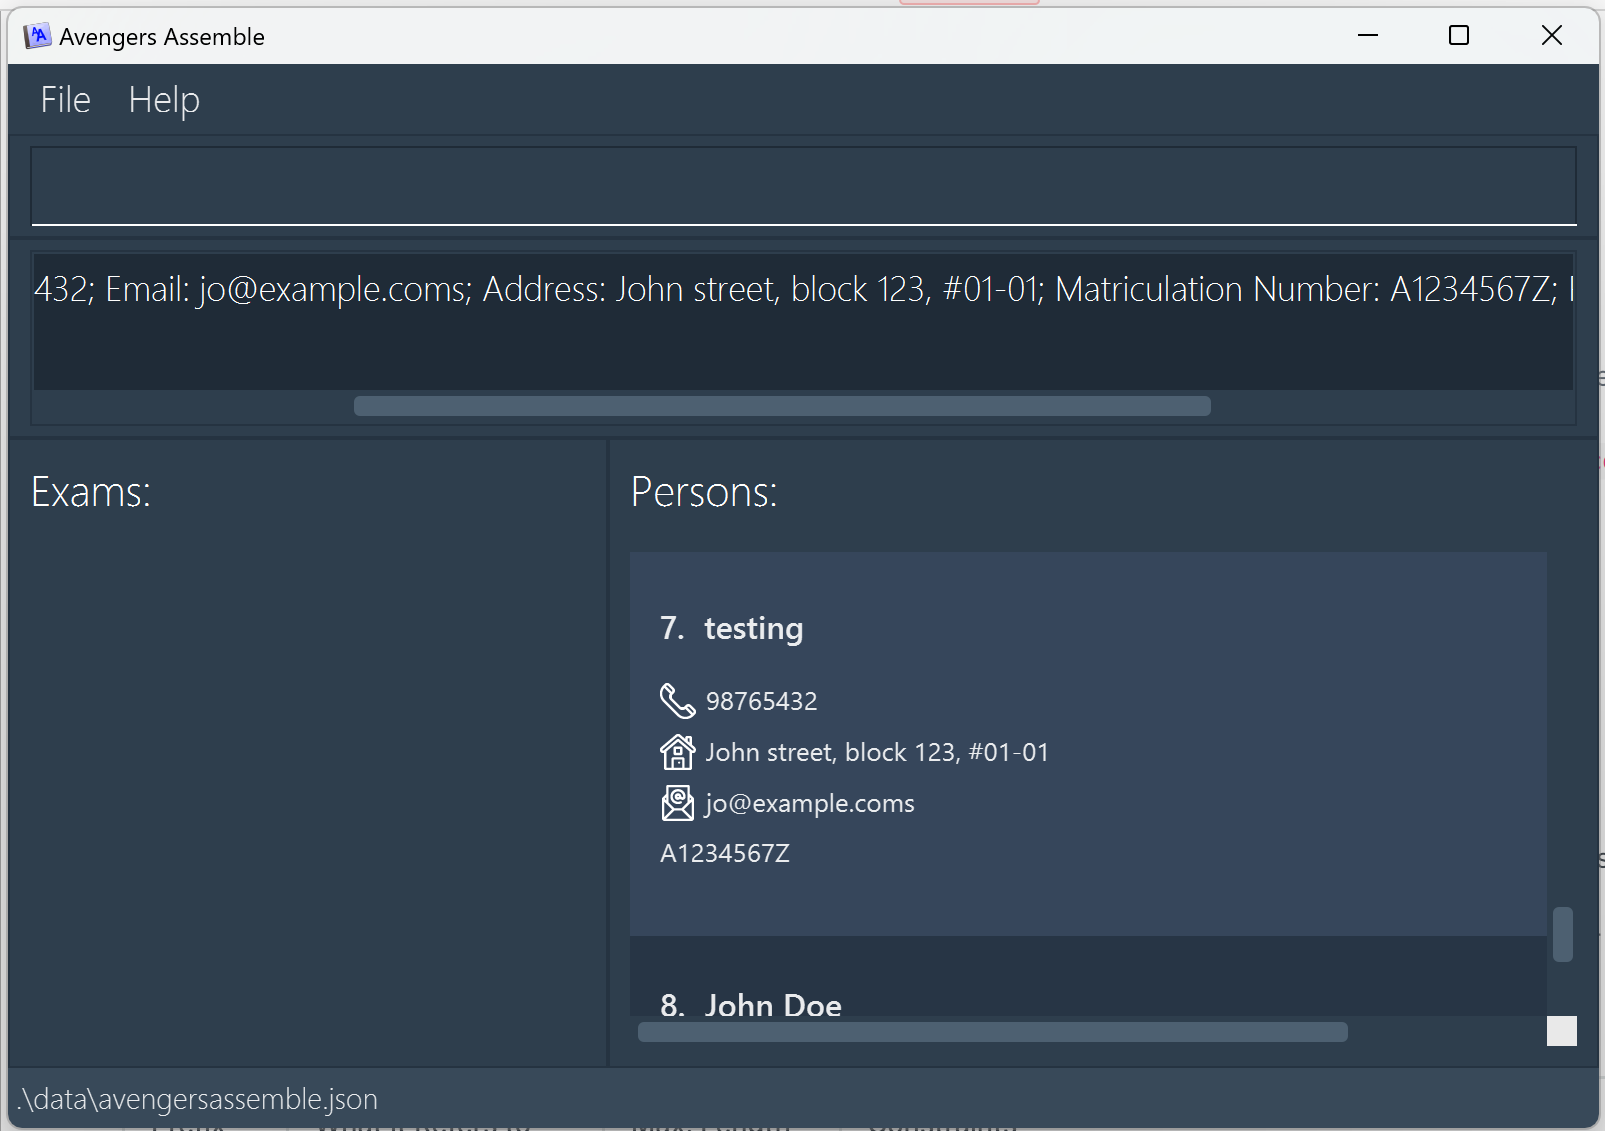 Avengers Assemble
File Help
432; Email: jo@example.coms; Address: John street, block 123, #01-01; Matriculation Number: A1234567Z;
Exams:
Persons:
7. testing
98765432
John street, block 123, #01-01
jo@example.coms
A1234567Z
8. John Doe
.\data\avengersassemble.json